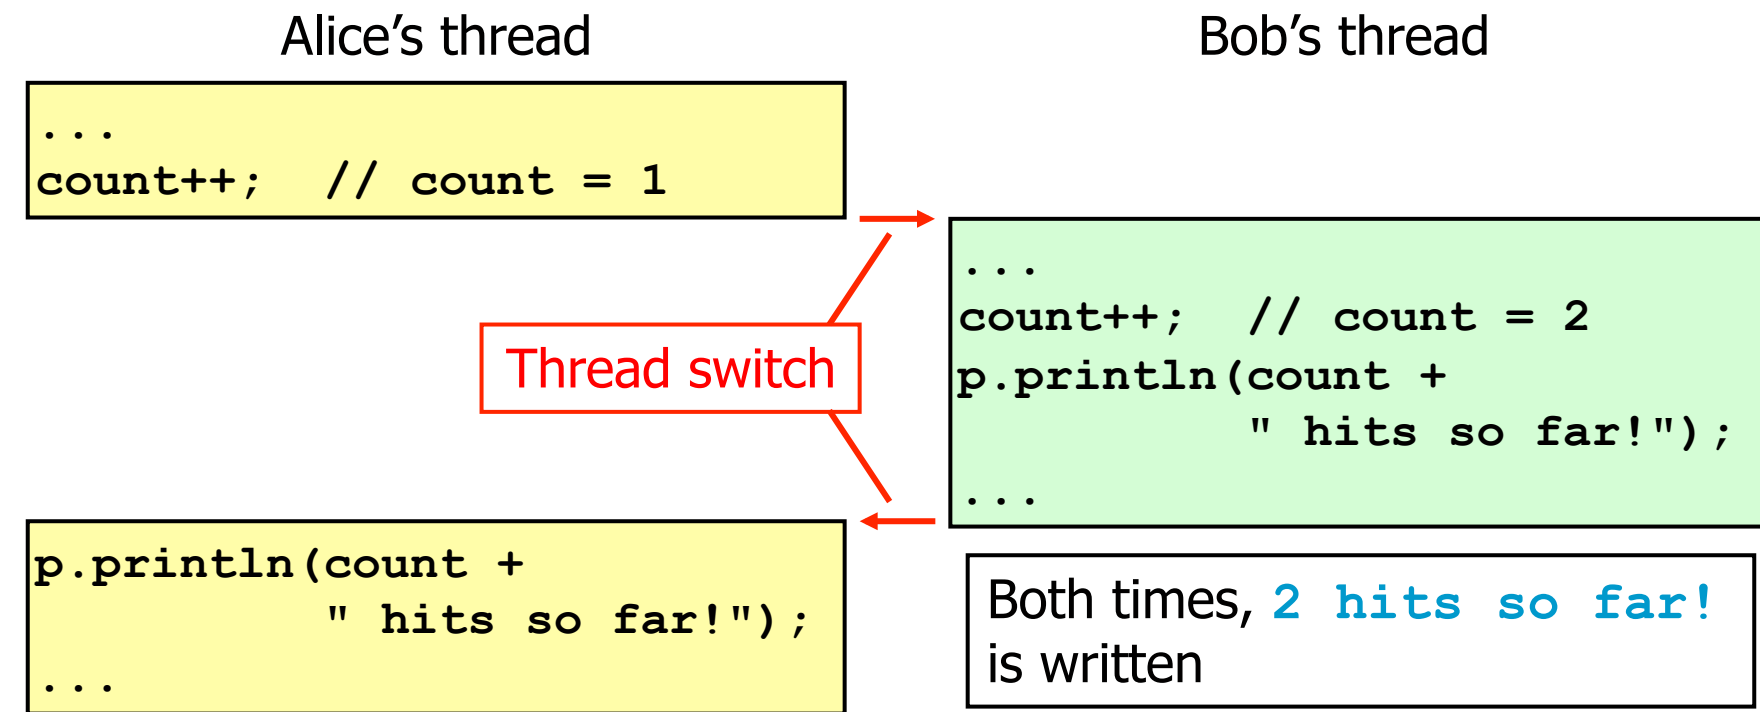 Alice’s thread
Bob’s thread
...
count++;  // count = 1
...
count++;  // count = 2
p.println(count +
" hits so far!");
...
Thread switch
p.println(count +
" hits so far!");
...
Both times, 2 hits so far!
is written